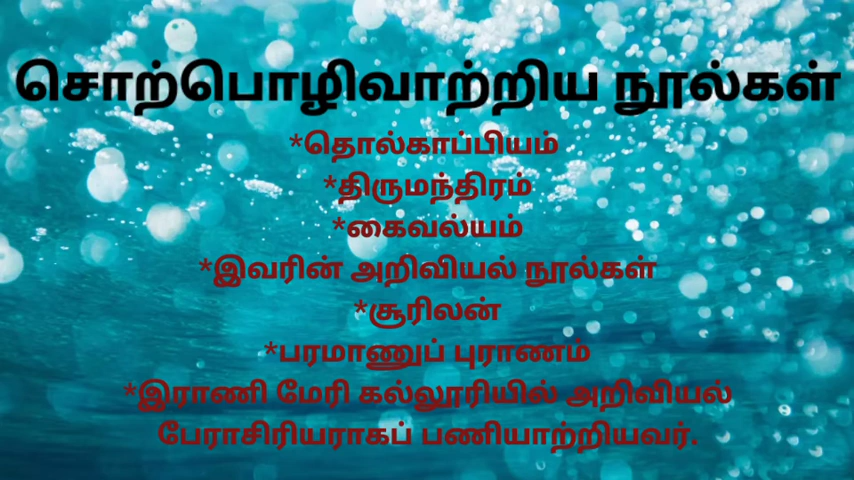 சொற்பொழிவாற்றிய நூல்கள்
*தொல்காப்பியம்
*திருமந்திரம்
*கைவல்யம்
*இவரின் அறிவியல் நூல்கள்
*சூரிலன்
*பரமாணுப் புராணம்
*இராணி மேரி கல்லூரியில் அறிவியல்
பேராசிரியராகப் பணியாற்றியவர்.